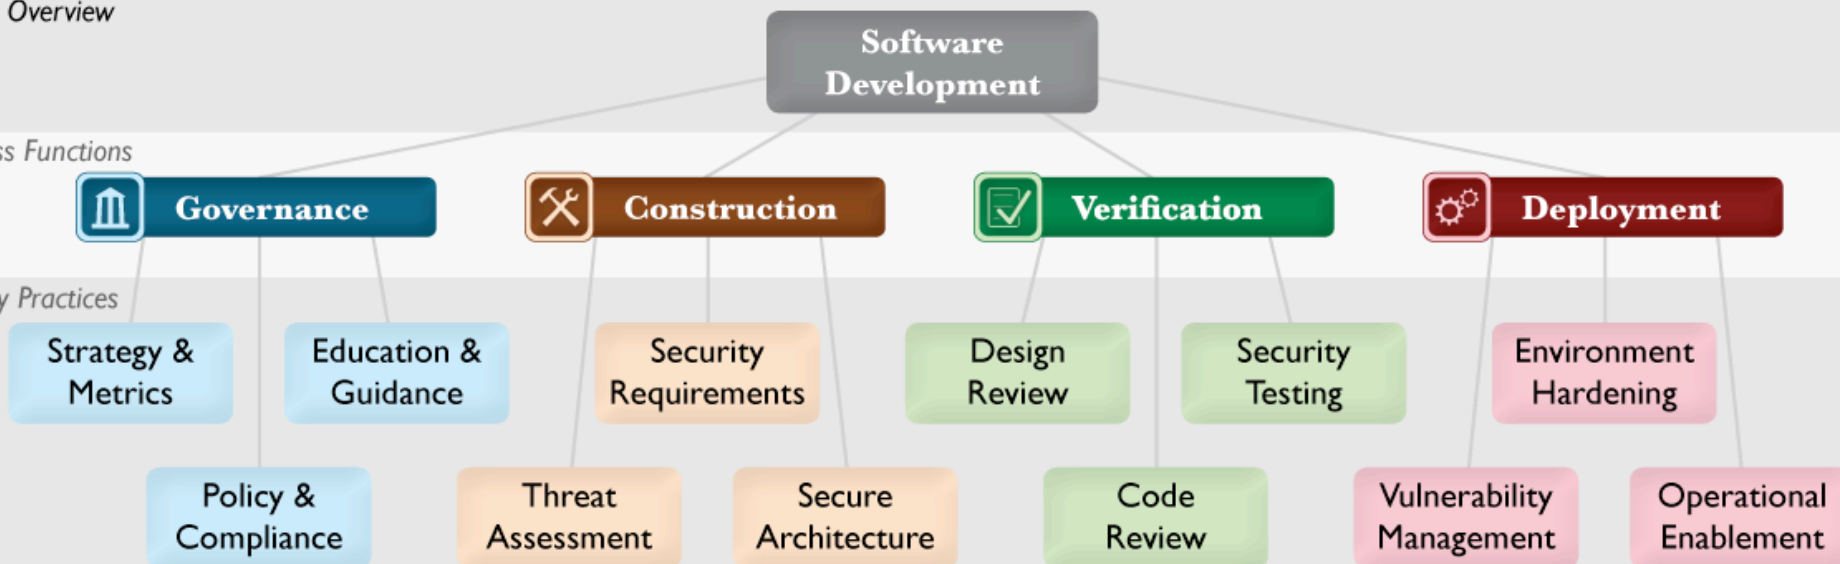 Overview
Software
Development
ss Functions
Governance
Construction
Verification
Deployment
y Practices
Strategy &
Metrics
Education &
Guidance
Security
Requirements
Design
Review
Security
Testing
Environment
Hardening
Policy &
Compliance
Threat
Assessment
Secure
Architecture
Code
Review
Vulnerability
Management
Operational
Enablement